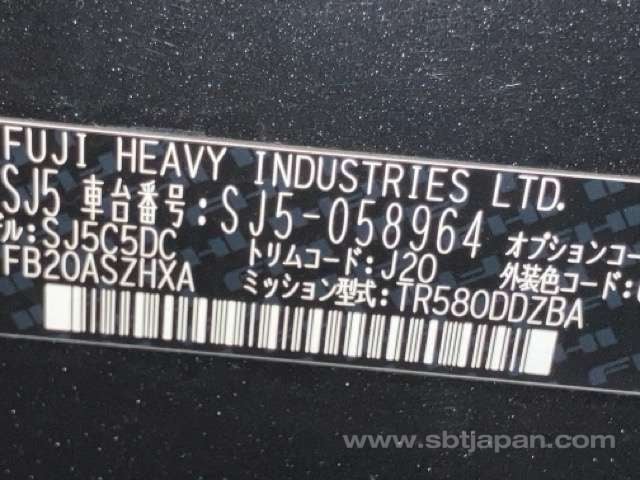 FUJI HEAVY INDUSTRIES LTD.
SJ5 車台番号:SJ5-058964 オプションコー
ル:SJ5C5DC トリムコード:J20 外装色コード:
FB20ASZHXA ミッション型式:TR580DDZBA
www.sbtjapan.com/